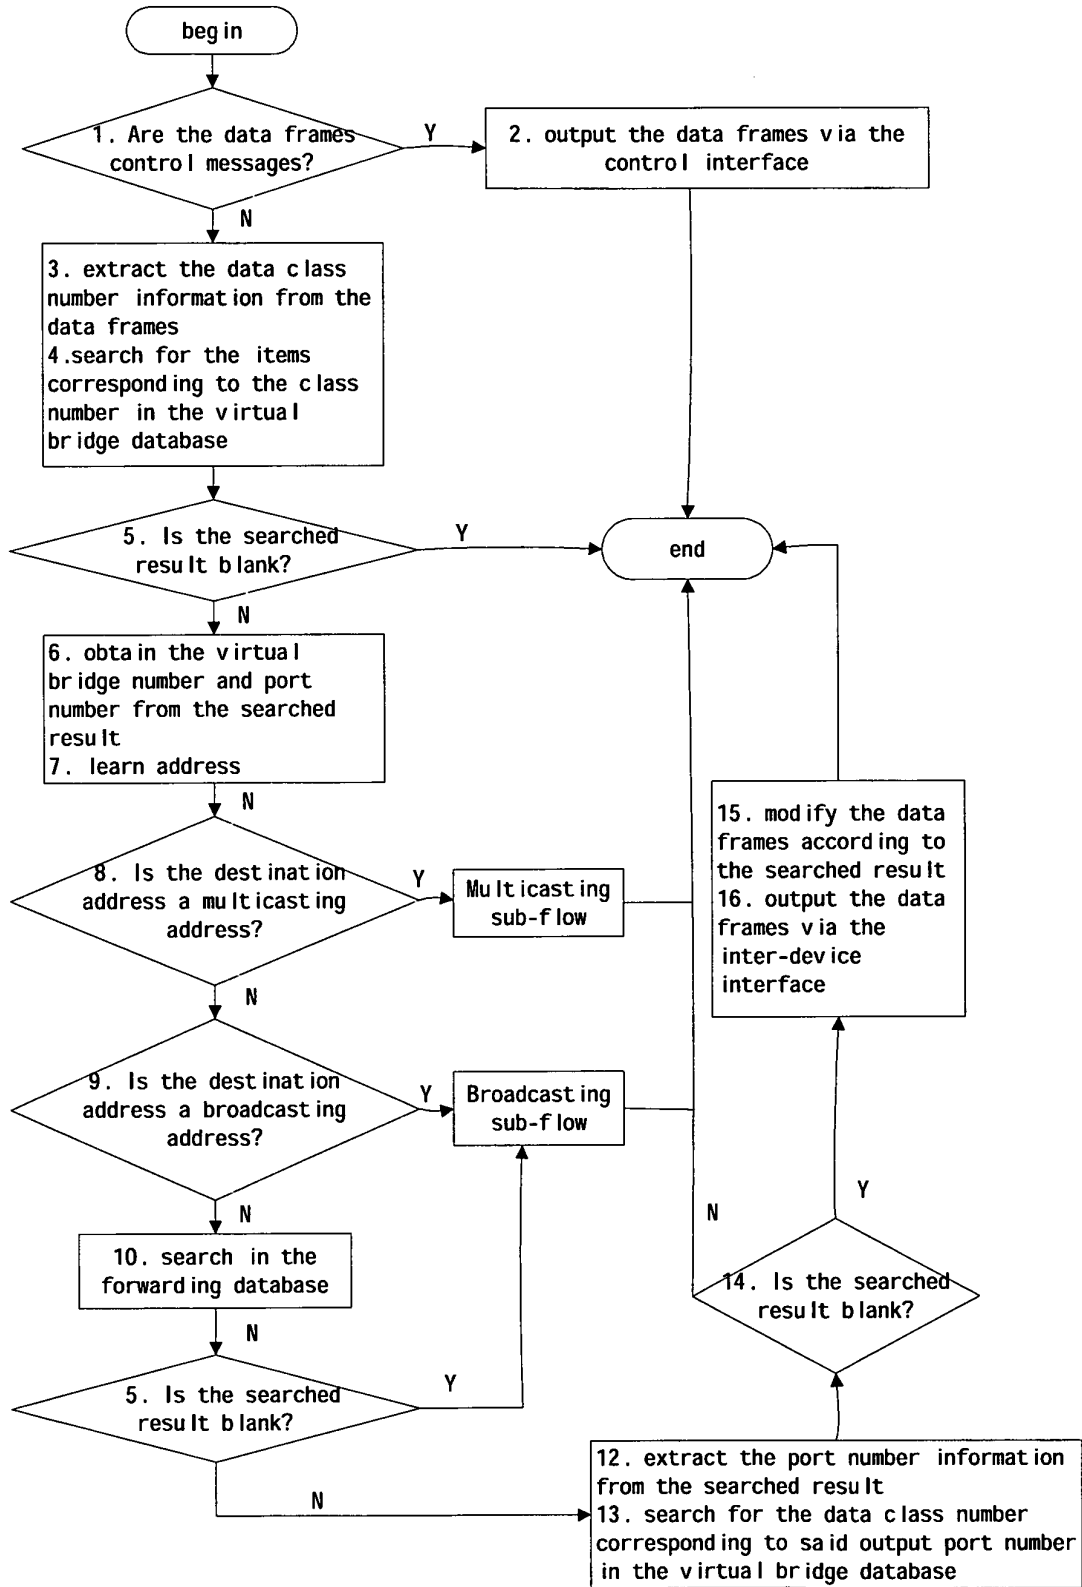 begin
1. Are the data frames
control messages?
Y
2. output the data frames via the
control interface
N
3. extract the data class
number information from the
data frames
4.search for the items
corresponding to the class
number in the virtual
bridge database
5. Is the searched
result blank?
Y
end
N
6. obtain the virtual
bridge number and port
number from the searched
result
7. learn address
N
8. Is the destination
address a multicasting
address?
Y
Multicasting
sub-flow
15. modify the data
frames according to
the searched result
16. output the data
frames via the
inter-device
interface
N
9. Is the destination
address a broadcasting
address?
Y
Broadcasting
sub-flow
N
10. search in the
forwarding database
N
Y
N
14. Is the searched
result blank?
5. Is the searched
result blank?
Y
N
12. extract the port number information
from the searched result
13. search for the data class number
corresponding to said output port number
in the virtual bridge database